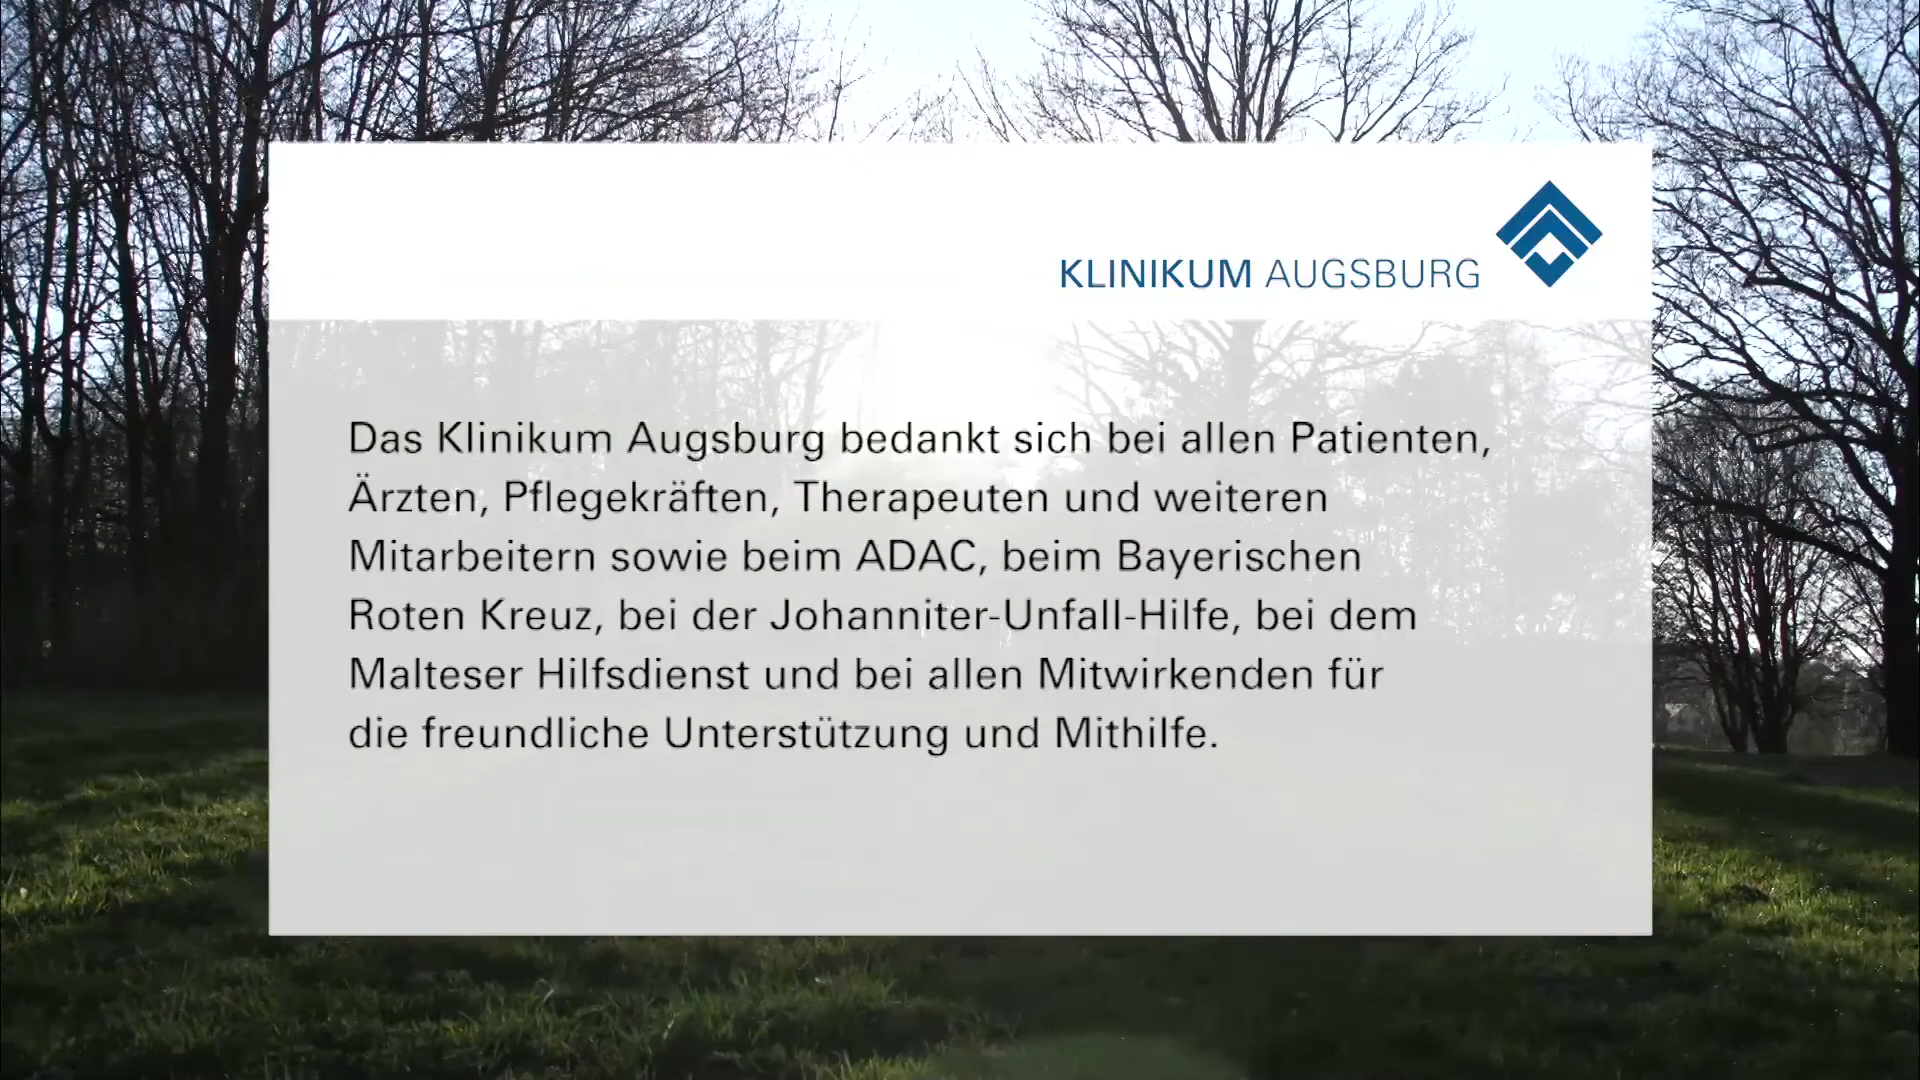 KLINIKUM AUGSBURG
Das Klinikum Augsburg bedankt sich bei allen Patienten,
Ärzten, Pflegekräften, Therapeuten und weiteren
Mitarbeitern sowie beim ADAC, beim Bayerischen
Roten Kreuz, bei der Johanniter-Unfall-Hilfe, bei dem
Malteser Hilfsdienst und bei allen Mitwirkenden für
die freundliche Unterstützung und Mithilfe.